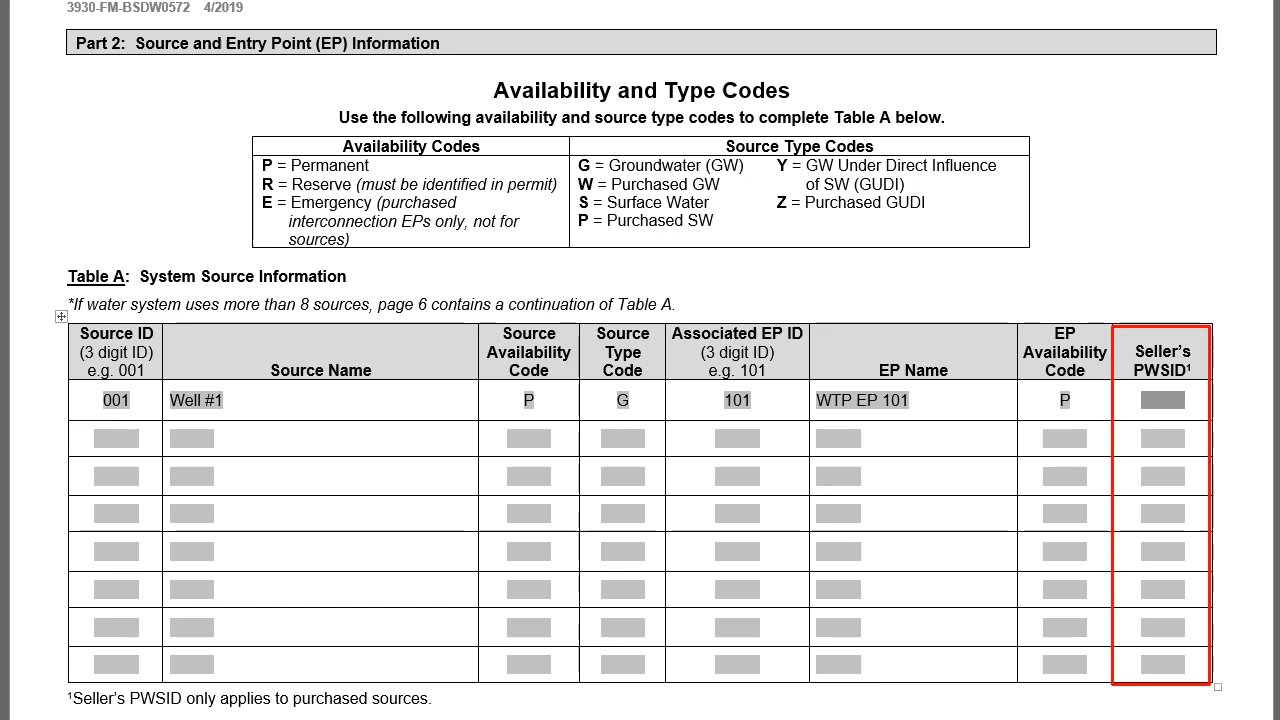 3930-FM-BSDW0572 4/2019
Part 2: Source and Entry Point (EP) Information
Availability and Type Codes
Use the following availability and source type codes to complete Table A below.
Availability Codes
P = Permanent
R = Reserve (must be identified in permit)
E = Emergency (purchased
interconnection EPs only, not for
sources)
Source Type Codes
G = Groundwater (GW)
W = Purchased GW
S = Surface Water
P = Purchased SW
Y = GW Under Direct Influence
of SW (GUDI)
Z = Purchased GUDI
Table A: System Source Information
*If water system uses more than 8 sources, page 6 contains a continuation of Table A.
Source ID
(3 digit ID)
e.g. 001
Source Name
Source
Availability
Code
Source
Type
Code
Associated EP ID
(3 digit ID)
e.g. 101
EP Name
EP
Availability
Code
Seller's
PWSID¹
001 Well #1 P G 101 WTP EP 101 P
¹Seller's PWSID only applies to purchased sources.